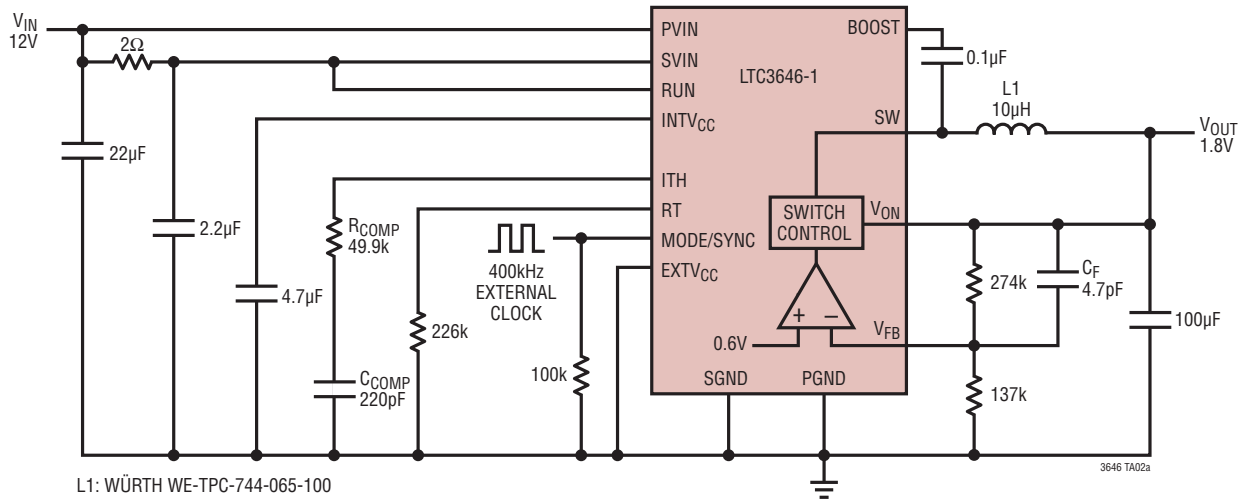 VIN
12V
2Ω
22µF
2.2µF
4.7µF
RCOMP
49.9k
CCOMP
220pF
226k
400kHz
EXTERNAL
CLOCK
100k
PVIN
SVIN
RUN
INTVCC
ITH
RT
MODE/SYNC
EXTVCC
LTC3646-1
BOOST
SW
VON
SWITCH
CONTROL
+ –
0.6V
VFB
SGND PGND
0.1µF
L1
10µH
VOUT
1.8V
274k
CF
4.7pF
100µF
137k
3646 TA02a
L1: WÜRTH WE-TPC-744-065-100